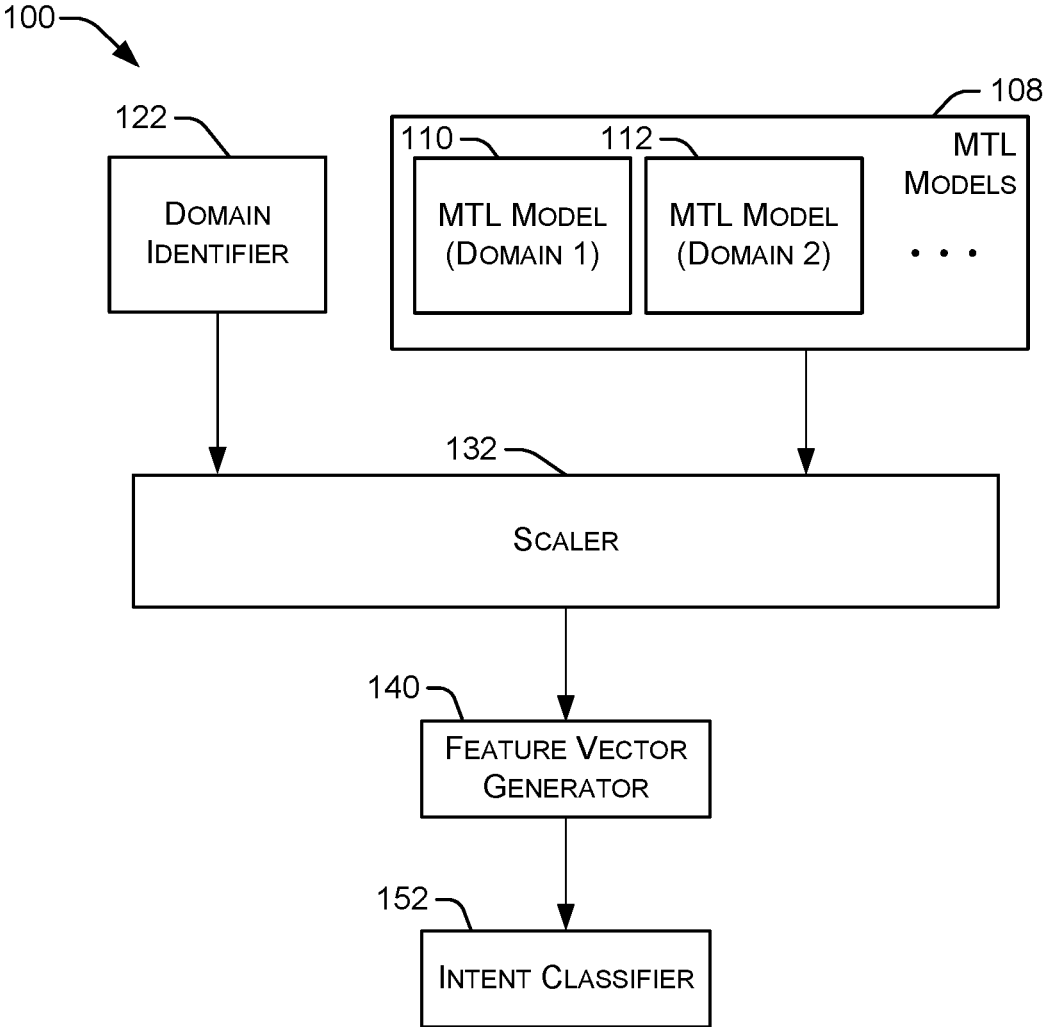 100
108
122
110
112
MTL
MODELS
DOMAIN
IDENTIFIER
MTL MODEL
(DOMAIN 1)
MTL MODEL
(DOMAIN 2)
. . .
132
SCALER
140
FEATURE VECTOR
GENERATOR
152
INTENT CLASSIFIER